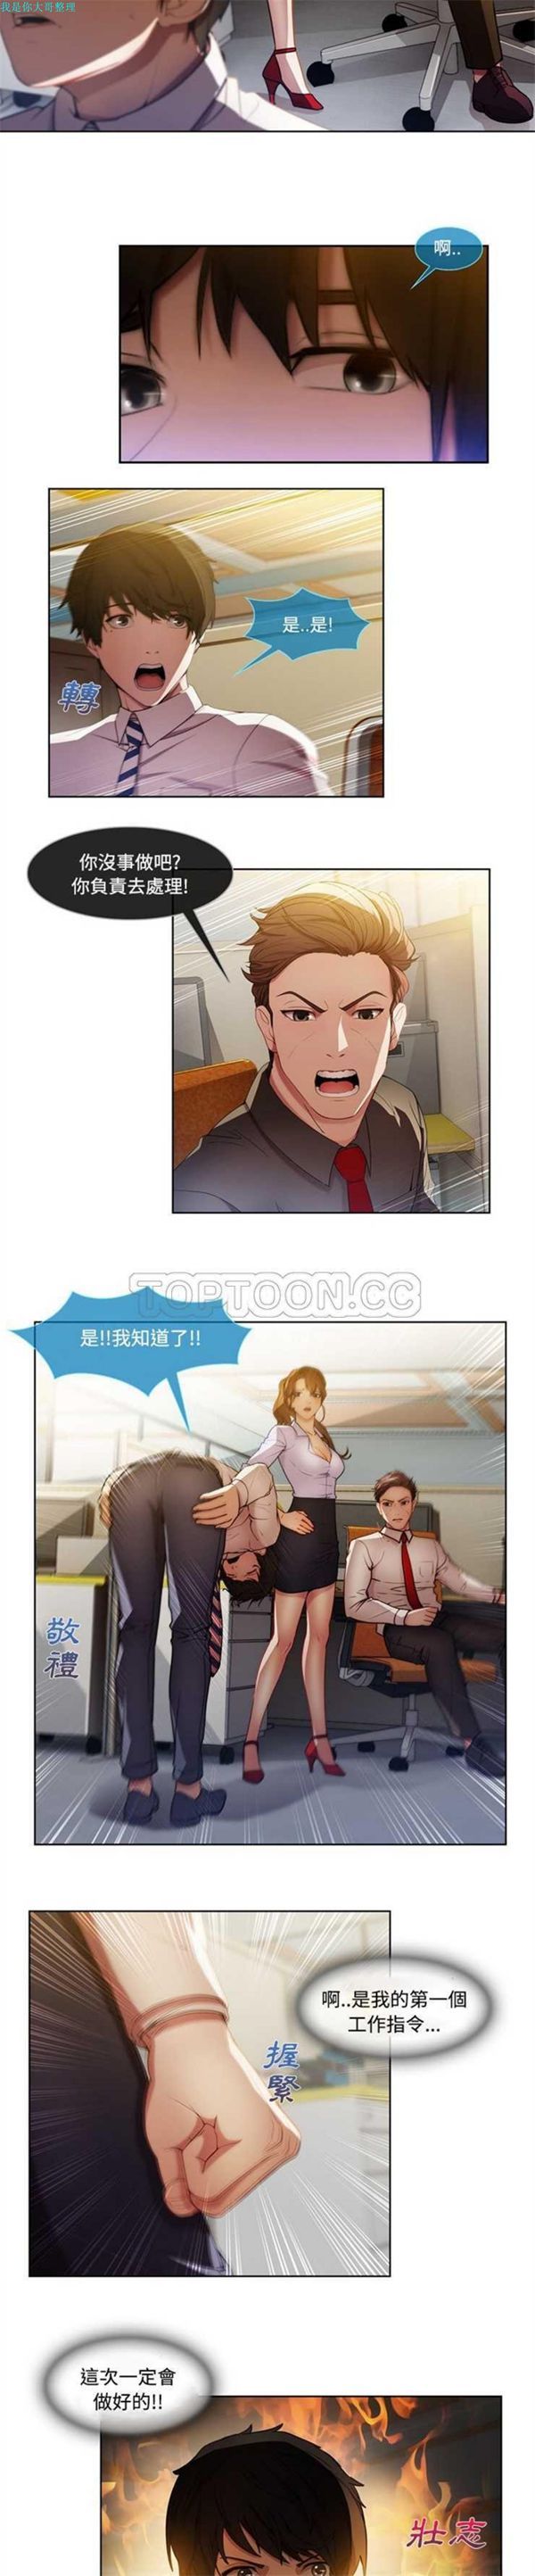 我是你大哥整理
啊..
是..是!
轉
你沒事做吧?
你負責去處理!
TOPTOON.CC
是!!我知道了!!
敬
禮
啊..是我的第一個
工作指令...
握
緊
這次一定會
做好的!!
壯志